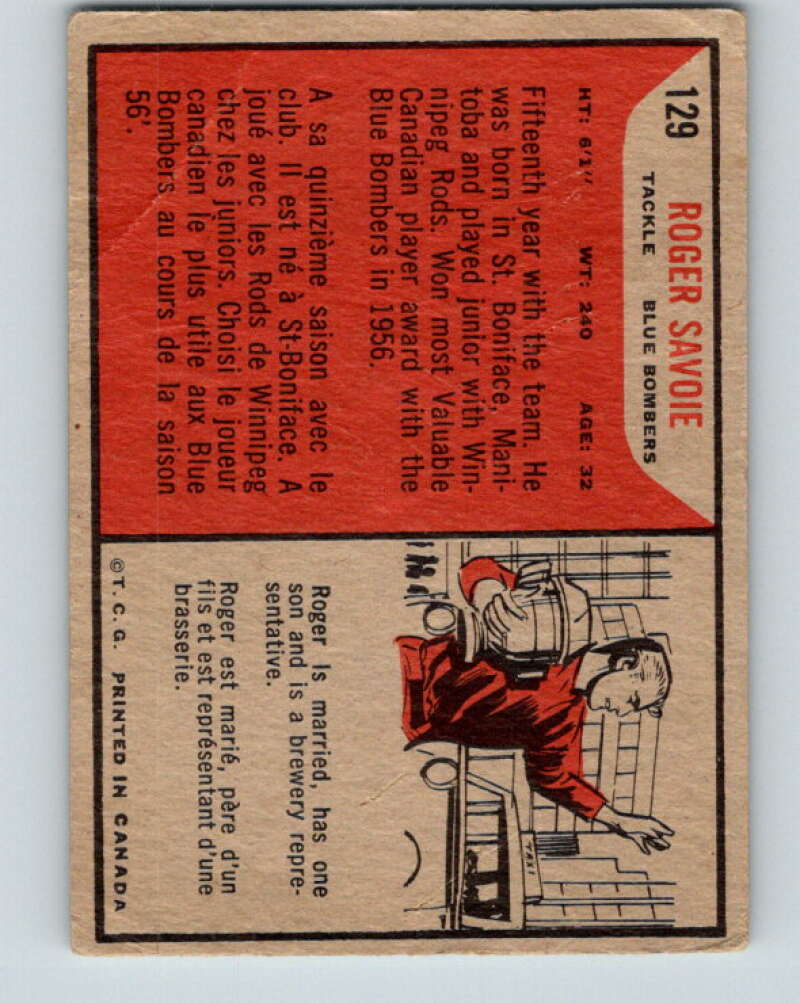 129
ROGER SAVOIE
TACKLE BLUE BOMBERS
HT: 6'1" WT: 240 AGE: 32
Fifteenth year with the team. He
was born in St. Boniface, Mani-
toba and played junior with Win-
nipeg Rods. Won most Valuable
Canadian player award with the
Blue Bombers in 1956.
A sa quinzième saison avec le
club. Il est né à St-Boniface. A
joué avec les Rods de Winnipeg
chez les juniors. Choisi le joueur
canadien le plus utile aux Blue
Bombers au cours de la saison
56'.
TAXI
Roger is married, has one
son and is a brewery repre-
sentative.
Roger est marié, père d'un
fils et est représentant d'une
brasserie.
©T.C.G. PRINTED IN CANADA